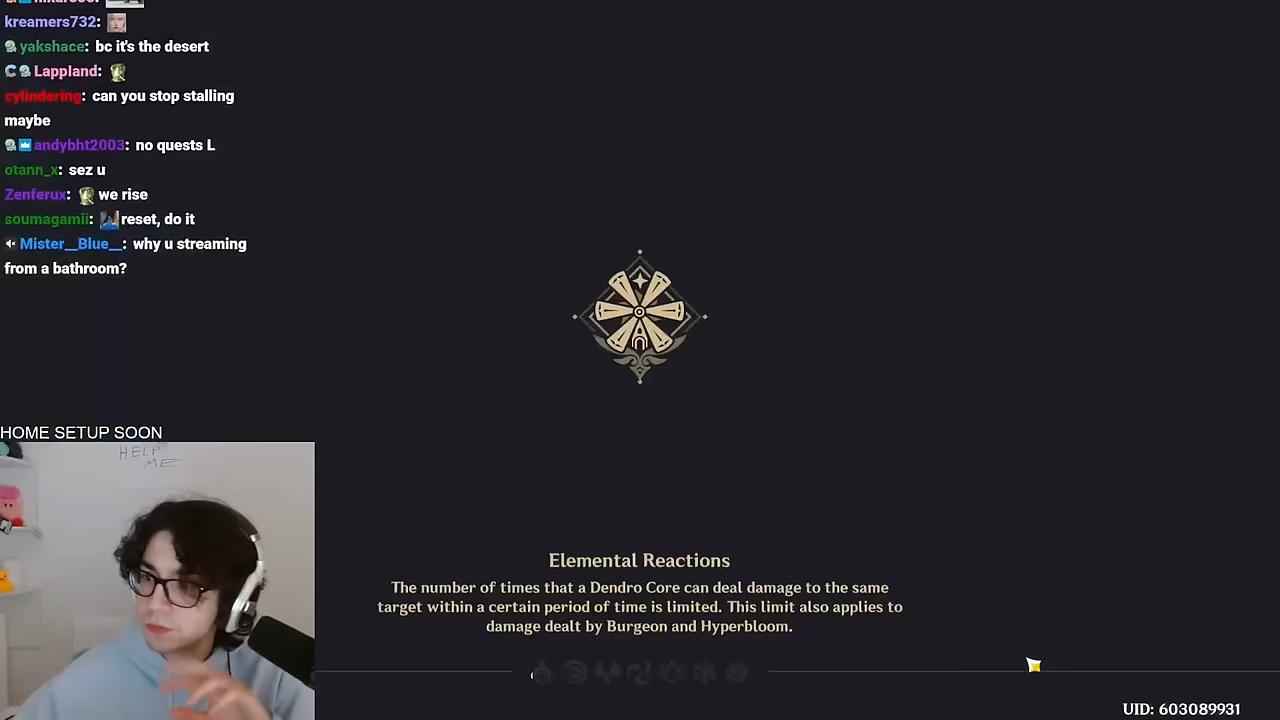 kreamers732:
yakshace: bc it's the desert
Lappland:
cylindering: can you stop stalling
maybe
andybht2003: no quests L
otann_x: sez u
Zenferux: we rise
soumagamii: reset, do it
Mister__Blue__: why u streaming
from a bathroom?
HOME SETUP SOON
HELP
ME
Elemental Reactions
The number of times that a Dendro Core can deal damage to the same
target within a certain period of time is limited. This limit also applies to
damage dealt by Burgeon and Hyperbloom.
UID: 603089931